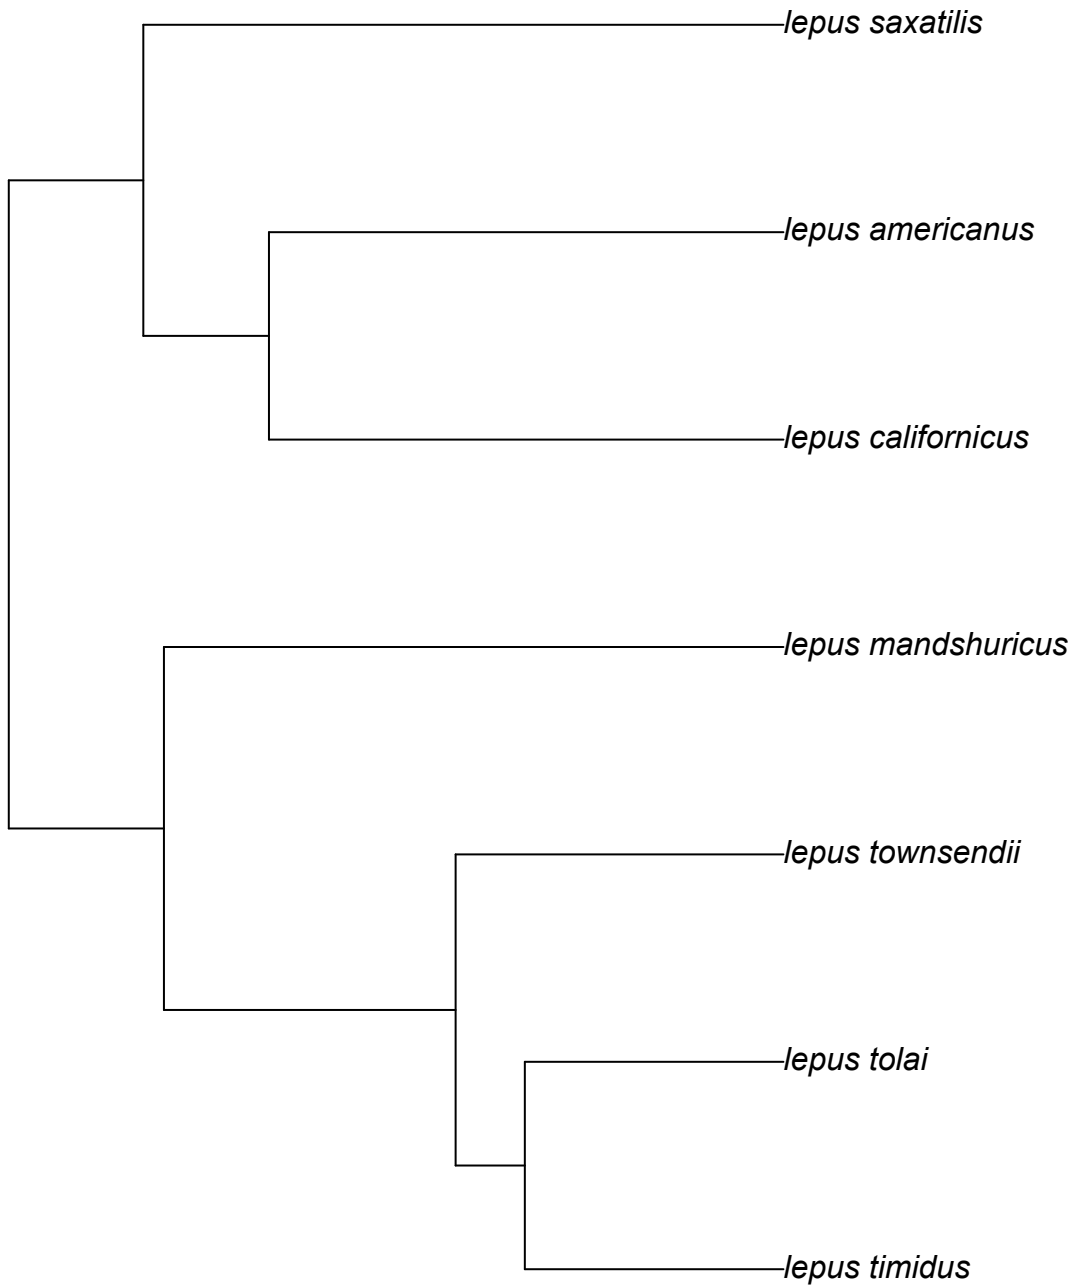 lepus saxatilis
lepus americanus
lepus californicus
lepus mandshuricus
lepus townsendii
lepus tolai
lepus timidus